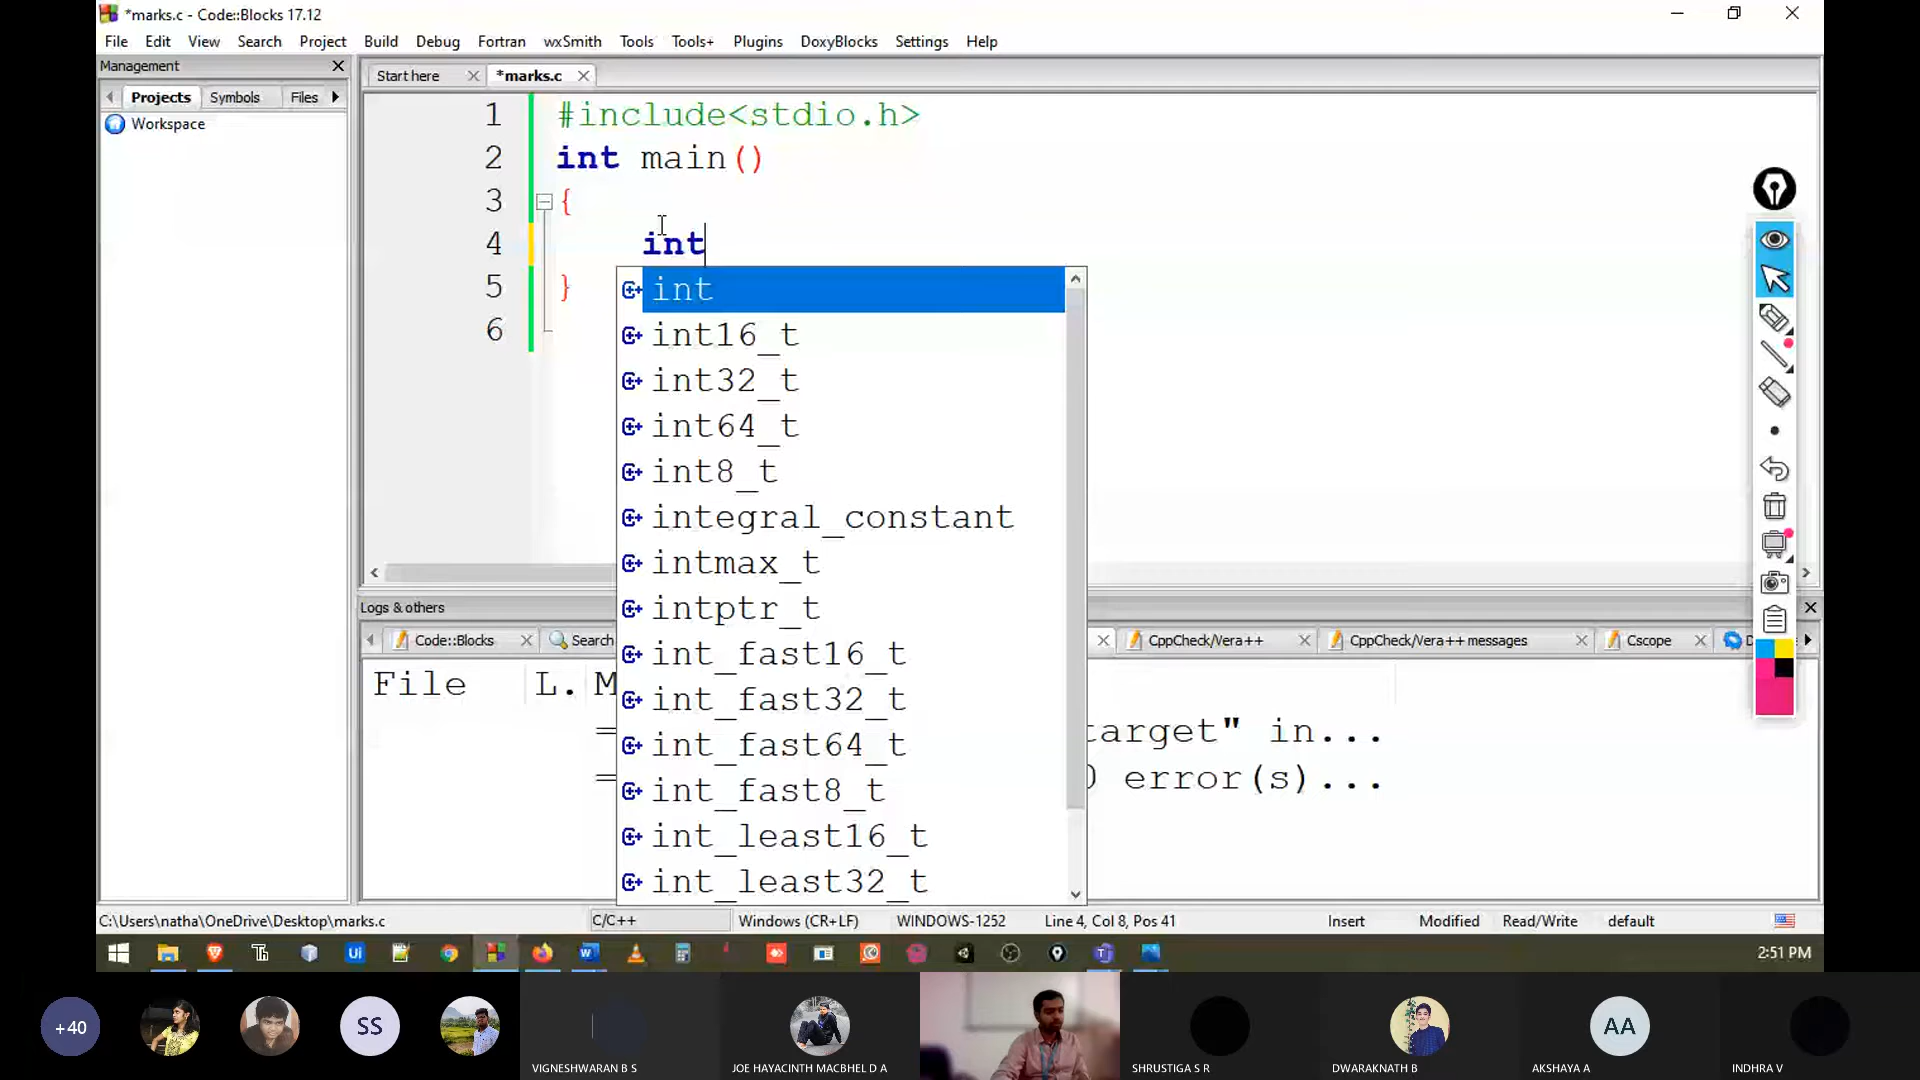 *marks.c - Code::Blocks 17.12
File Edit View Search Project Build Debug Fortran wxSmith Tools Tools+ Plugins DoxyBlocks Settings Help
Management
Projects Symbols Files
Workspace
Start here *marks.c
1 #include<stdio.h>
2 int main()
3 {
4 int
5 }
6
int
int16_t
int32_t
int64_t
int8_t
integral_constant
intmax_t
intptr_t
int_fast16_t
int_fast32_t
int_fast64_t
int_fast8_t
int_least16_t
int_least32_t
Logs & others
Code::Blocks Search CppCheck/Vera++ CppCheck/Vera++ messages Cscope
File L. M
= target" in...
= error(s)...
C:\Users\natha\OneDrive\Desktop\marks.c C/C++ Windows (CR+LF) WINDOWS-1252 Line 4, Col 8, Pos 41 Insert Modified Read/Write default
2:51 PM
+40 SS AA
VIGNESHWARAN B S JOE HAYACINTH MACBHEL D A SHRUSTIGA S R DWARAKNATH B AKSHAYA A INDHRA V